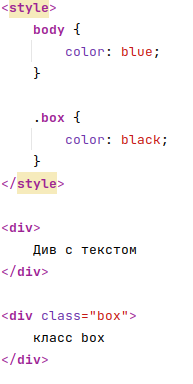 <style>
    body {
        color: blue;
    }

    .box {
        color: black;
    }
</style>

<div>
    Див с текстом
</div>

<div class="box">
    класс box
</div>